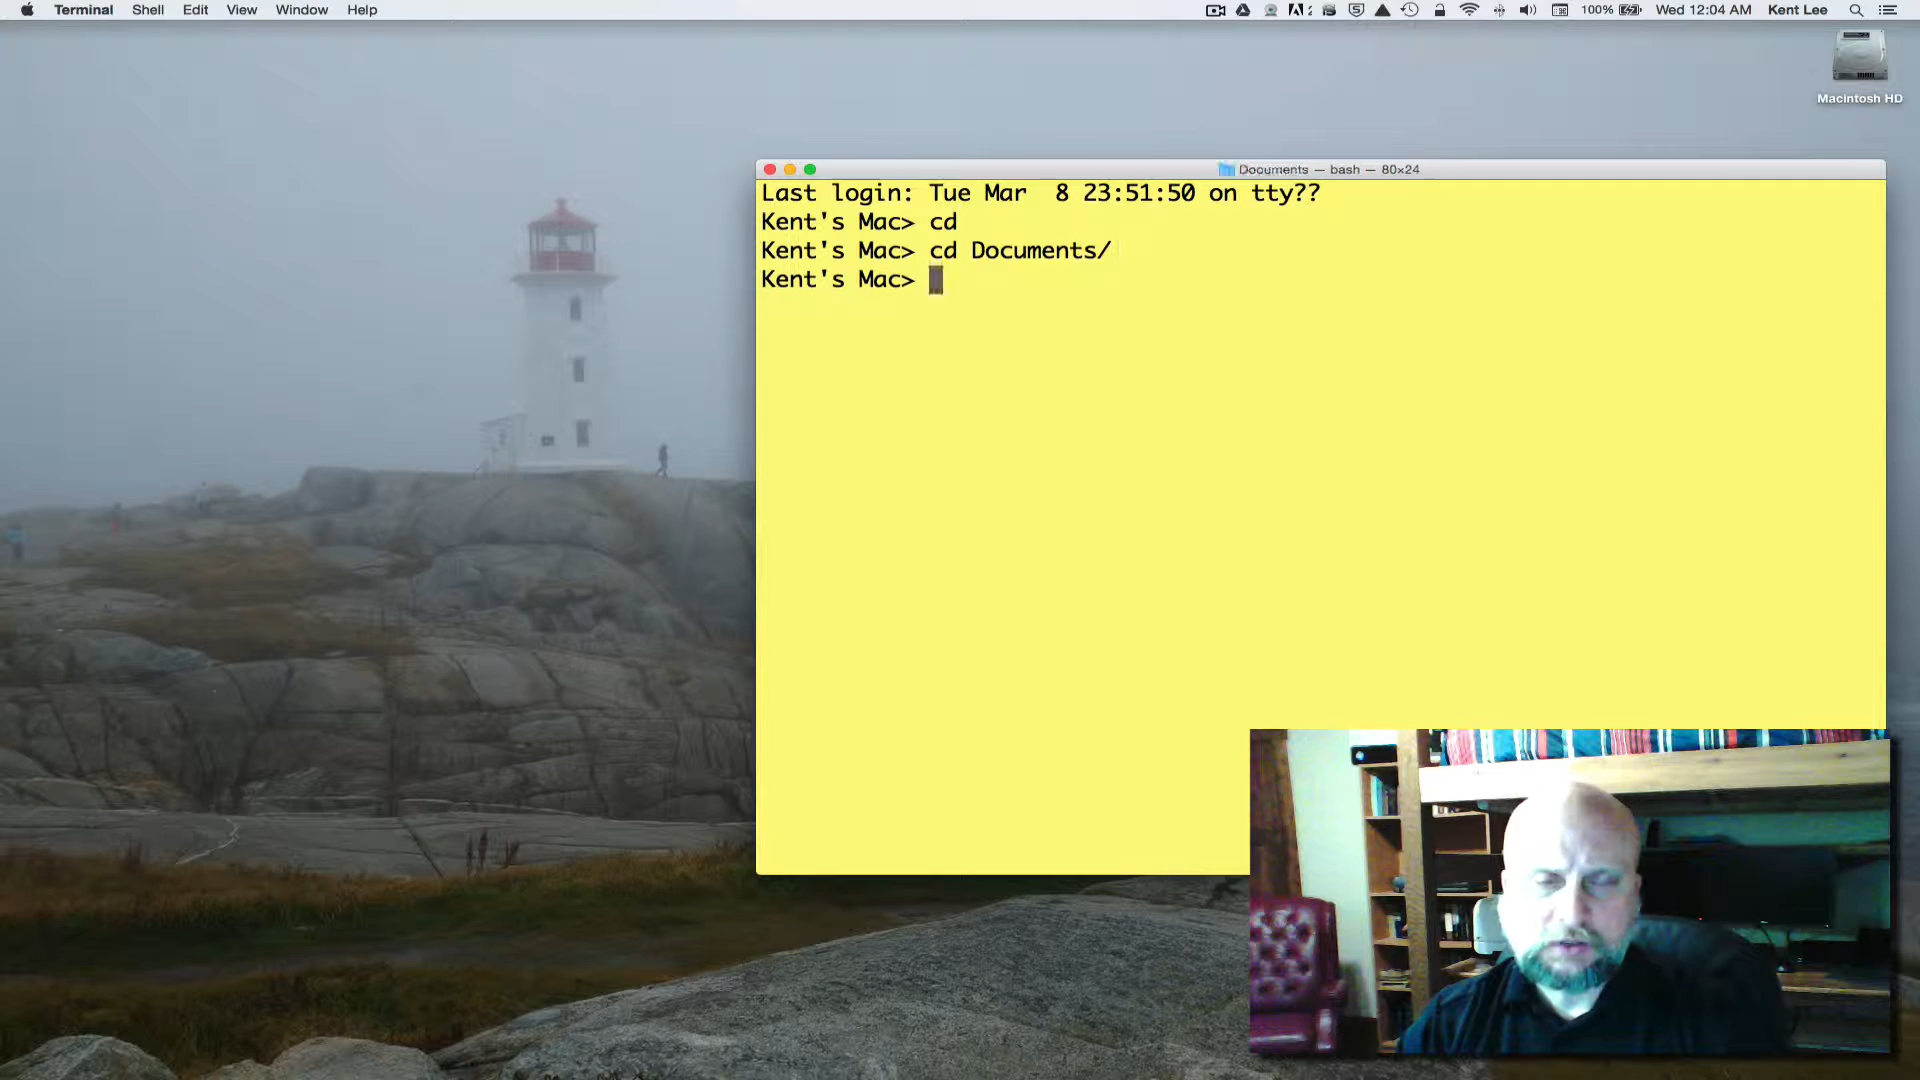 Terminal Shell Edit View Window Help
2 100% Wed 12:04 AM Kent Lee
Macintosh HD
Documents — bash — 80×24
Last login: Tue Mar  8 23:51:50 on tty??
Kent's Mac> cd
Kent's Mac> cd Documents/
Kent's Mac>